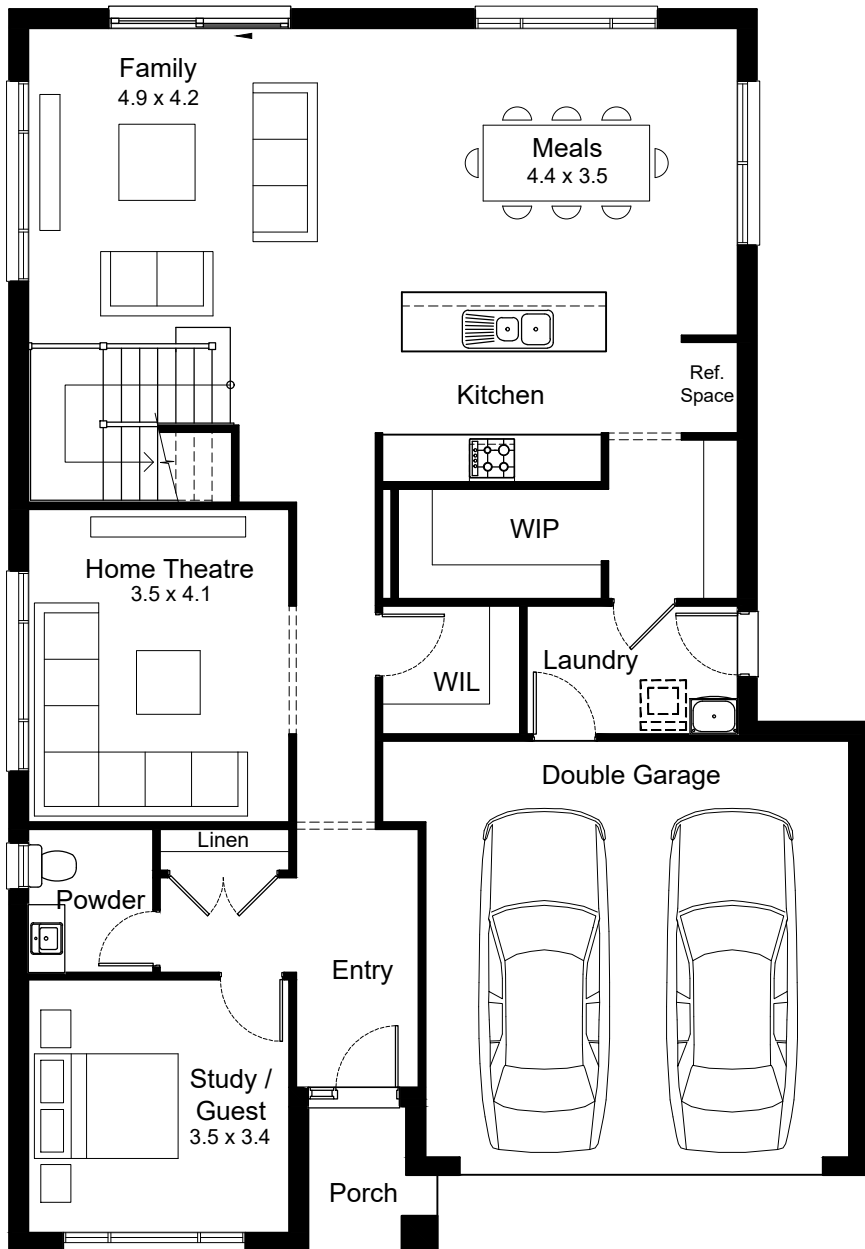 Family
4.9 x 4.2
Meals
4.4 x 3.5
Kitchen
Ref.
Space
WIP
Home Theatre
3.5 x 4.1
WIL
Laundry
Double Garage
Linen
Powder
Entry
Study /
Guest
3.5 x 3.4
Porch